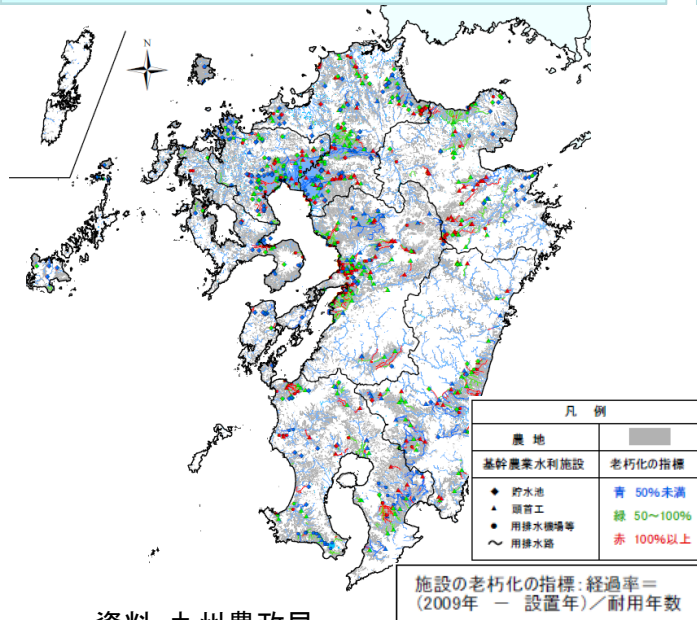 N
凡 例
農 地
基幹農業水利施設 老朽化の指標
◆ 貯水池 青 50%未満
▲ 頭首工 緑 50~100%
● 用排水機場等 赤 100%以上
～ 用排水路
施設の老朽化の指標:経過率＝
(2009年 － 設置年)／耐用年数